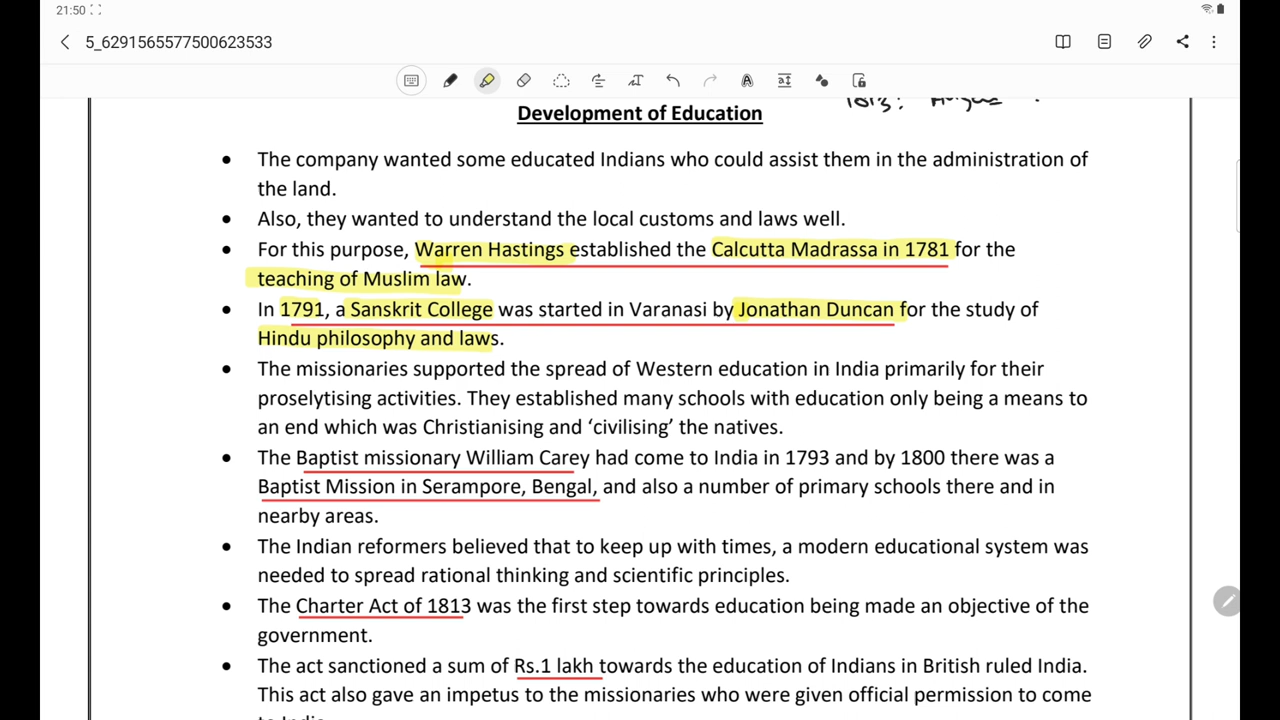 21:50
5_6291565577500623533
1813:
Development of Education
• The company wanted some educated Indians who could assist them in the administration of
the land.
• Also, they wanted to understand the local customs and laws well.
• For this purpose, Warren Hastings established the Calcutta Madrassa in 1781 for the
teaching of Muslim law.
• In 1791, a Sanskrit College was started in Varanasi by Jonathan Duncan for the study of
Hindu philosophy and laws.
• The missionaries supported the spread of Western education in India primarily for their
proselytising activities. They established many schools with education only being a means to
an end which was Christianising and ‘civilising’ the natives.
• The Baptist missionary William Carey had come to India in 1793 and by 1800 there was a
Baptist Mission in Serampore, Bengal, and also a number of primary schools there and in
nearby areas.
• The Indian reformers believed that to keep up with times, a modern educational system was
needed to spread rational thinking and scientific principles.
• The Charter Act of 1813 was the first step towards education being made an objective of the
government.
• The act sanctioned a sum of Rs.1 lakh towards the education of Indians in British ruled India.
This act also gave an impetus to the missionaries who were given official permission to come